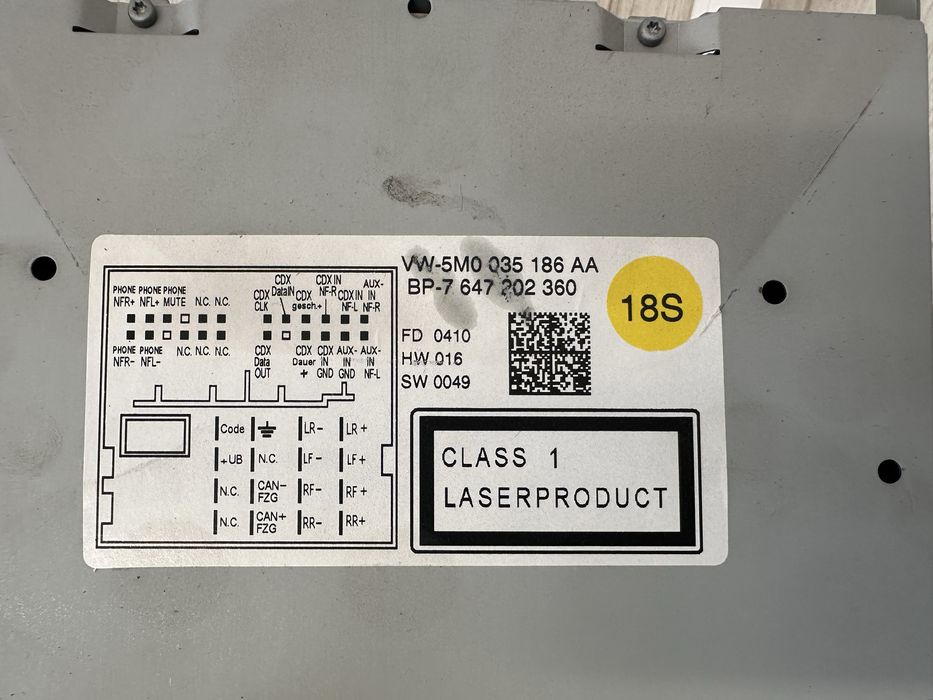 VW-5M0 035 186 AA
BP-7 647 202 360
18S
FD 0410
HW 016
SW 0049
CLASS 1
LASERPRODUCT
PHONE PHONE PHONE
NFR+ NFL+ MUTE N.C. N.C.
PHONE PHONE
NFR- NFL- N.C. N.C. N.C.
CDX CLK
CDX DataIN
CDX gesch.+
CDX IN NF-R
CDX IN NF-L
AUX-IN NF-R
CDX Data OUT
CDX Dauer +
CDX IN GND
AUX-IN GND
AUX-IN NF-L
Code LR- LR+
+UB N.C. LF- LF+
N.C. CAN- FZG RF- RF+
N.C. CAN+ FZG RR- RR+